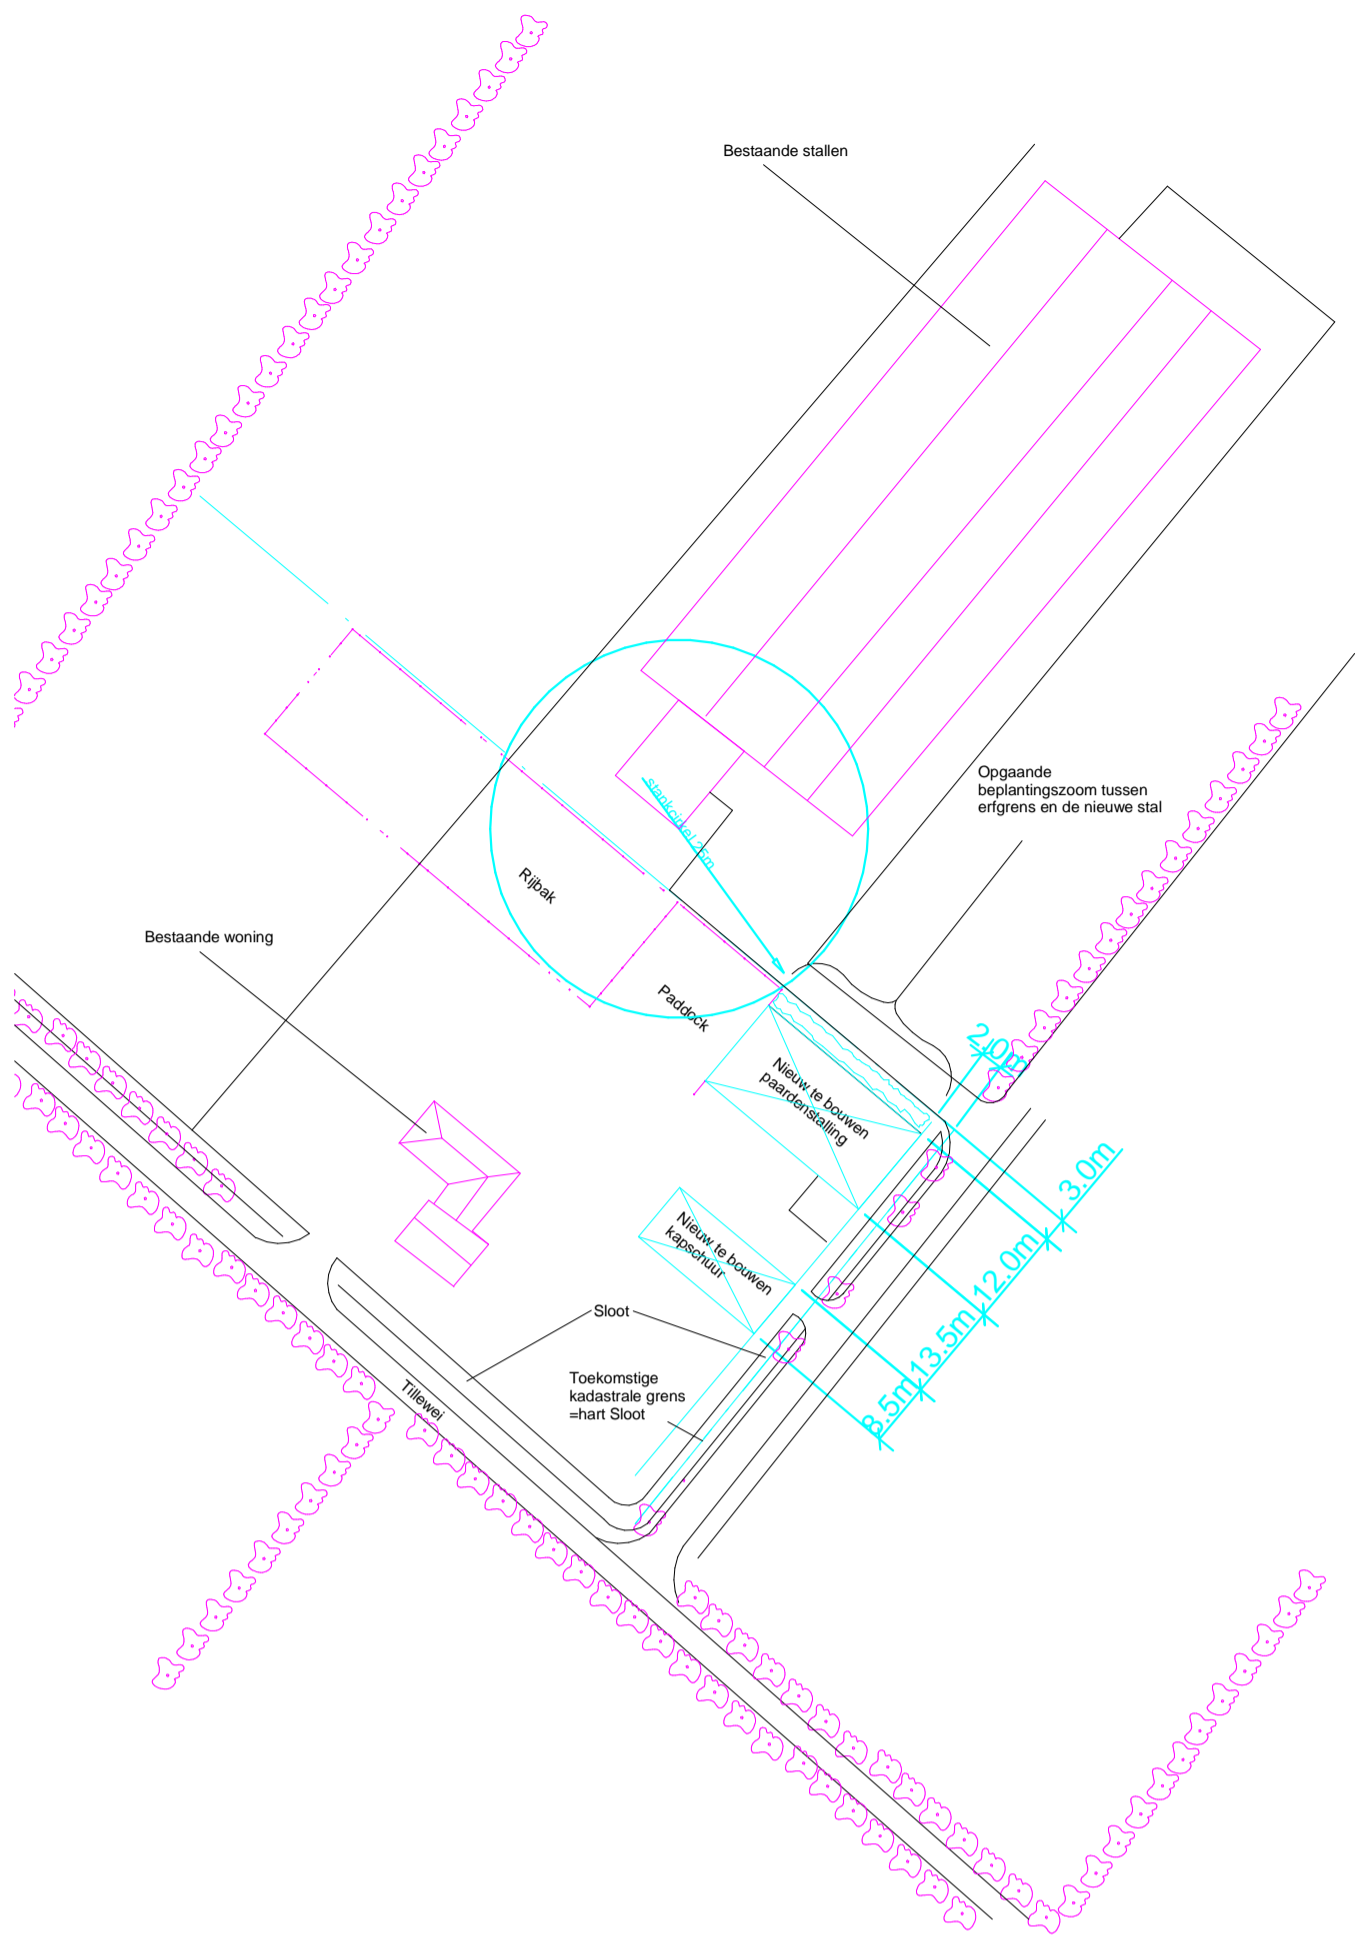 Bestaande stallen
stankcirkel 25m
Opgaande
beplantingszoom tussen
erfgrens en de nieuwe stal
Rijbak
Bestaande woning
Paddock
2.0m
Nieuw te bouwen
paardenstalling
3.0m
12.0m
Nieuw te bouwen
kapschuur
13.5m
8.5m
Sloot
Toekomstige
kadastrale grens
=hart Sloot
Tillewei